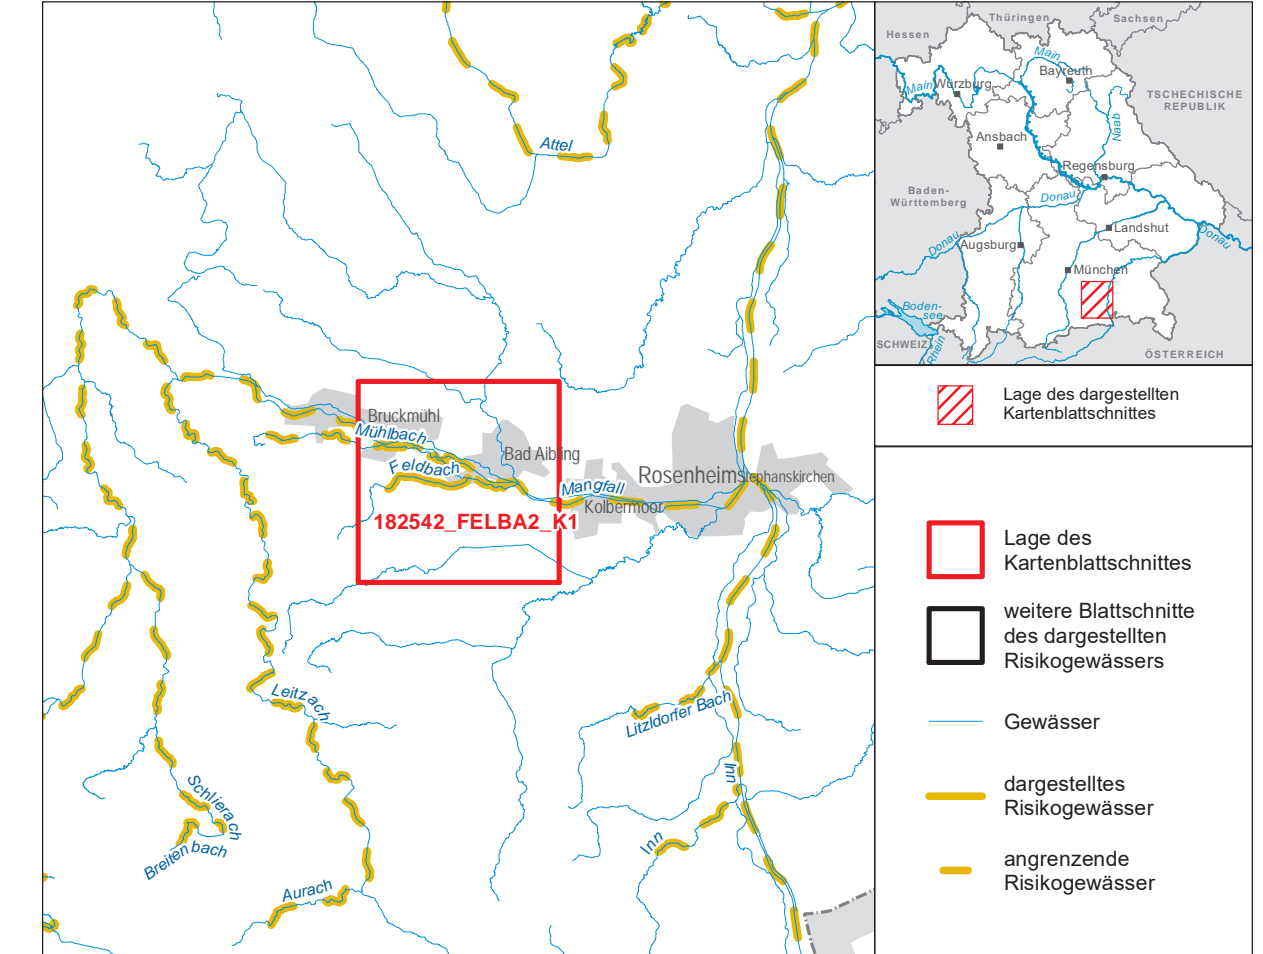 Attel
Bruckmühl
Mühlbach
Bad Aibling
Feldbach
Mangfall
Rosenheim
Stephanskirchen
Kolbermoor
182542_FELBA2_K1
Leitzach
Litzldorfer Bach
Inn
Schlierach
Breitenbach
Inn
Aurach
Thüringen
Sachsen
Hessen
Main
Bayreuth
Main
Würzburg
TSCHECHISCHE
REPUBLIK
Naab
Ansbach
Regensburg
Baden-
Württemberg
Donau
Landshut
Donau
Donau
Augsburg
München
Boden-
see
SCHWEIZ
Rhein
ÖSTERREICH
Lage des dargestellten
Kartenblattschnittes
Lage des
Kartenblattschnittes
weitere Blattschnitte
des dargestellten
Risikogewässers
Gewässer
dargestelltes
Risikogewässer
angrenzende
Risikogewässer